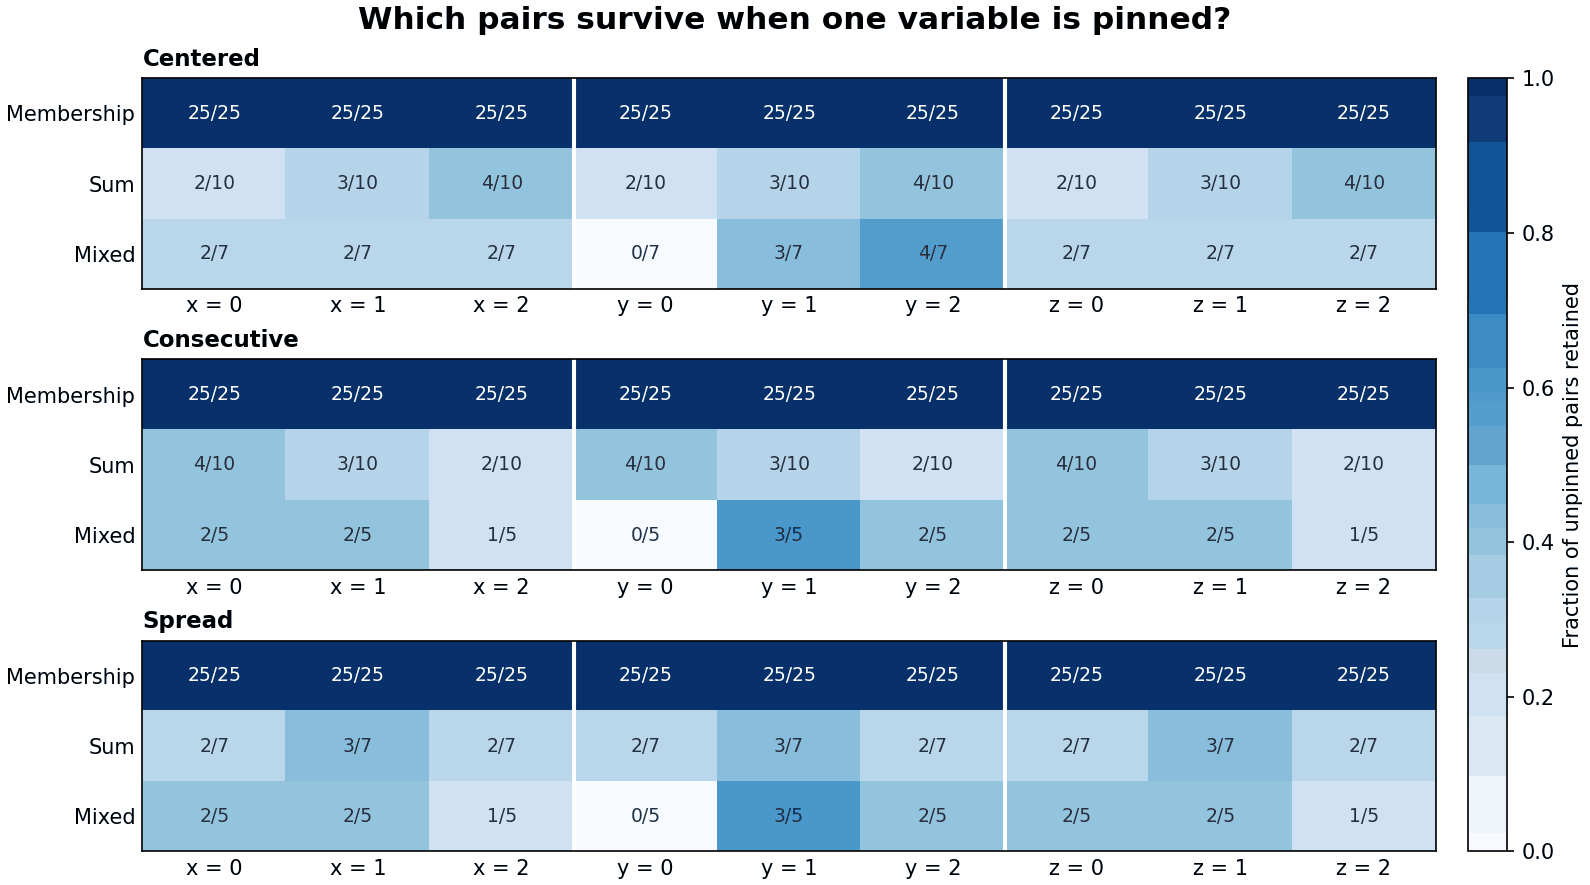 Which pairs survive when one variable is pinned?
Centered
Membership 25/25 25/25 25/25 25/25 25/25 25/25 25/25 25/25 25/25
Sum 2/10 3/10 4/10 2/10 3/10 4/10 2/10 3/10 4/10
Mixed 2/7 2/7 2/7 0/7 3/7 4/7 2/7 2/7 2/7
x = 0 x = 1 x = 2 y = 0 y = 1 y = 2 z = 0 z = 1 z = 2
Consecutive
Membership 25/25 25/25 25/25 25/25 25/25 25/25 25/25 25/25 25/25
Sum 4/10 3/10 2/10 4/10 3/10 2/10 4/10 3/10 2/10
Mixed 2/5 2/5 1/5 0/5 3/5 2/5 2/5 2/5 1/5
x = 0 x = 1 x = 2 y = 0 y = 1 y = 2 z = 0 z = 1 z = 2
Spread
Membership 25/25 25/25 25/25 25/25 25/25 25/25 25/25 25/25 25/25
Sum 2/7 3/7 2/7 2/7 3/7 2/7 2/7 3/7 2/7
Mixed 2/5 2/5 1/5 0/5 3/5 2/5 2/5 2/5 1/5
x = 0 x = 1 x = 2 y = 0 y = 1 y = 2 z = 0 z = 1 z = 2
1.0
0.8
0.6
0.4
0.2
0.0
Fraction of unpinned pairs retained